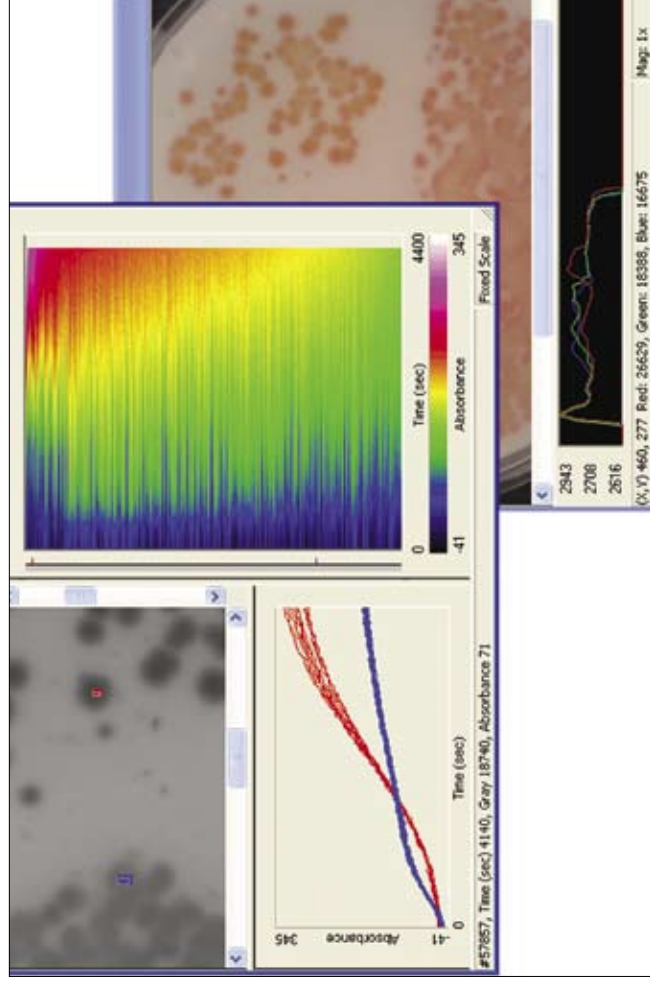 0
Time (sec)
4400
-41
Absorbance
345
Fixed Scale
345
Absorbance
-41
0
Time (sec)
#57857, Time (sec) 4140, Gray 18740, Absorbance 71
2943
2708
2616
(X,Y) 460, 277 Red: 26629, Green: 18388, Blue: 16675
Mag: 1x